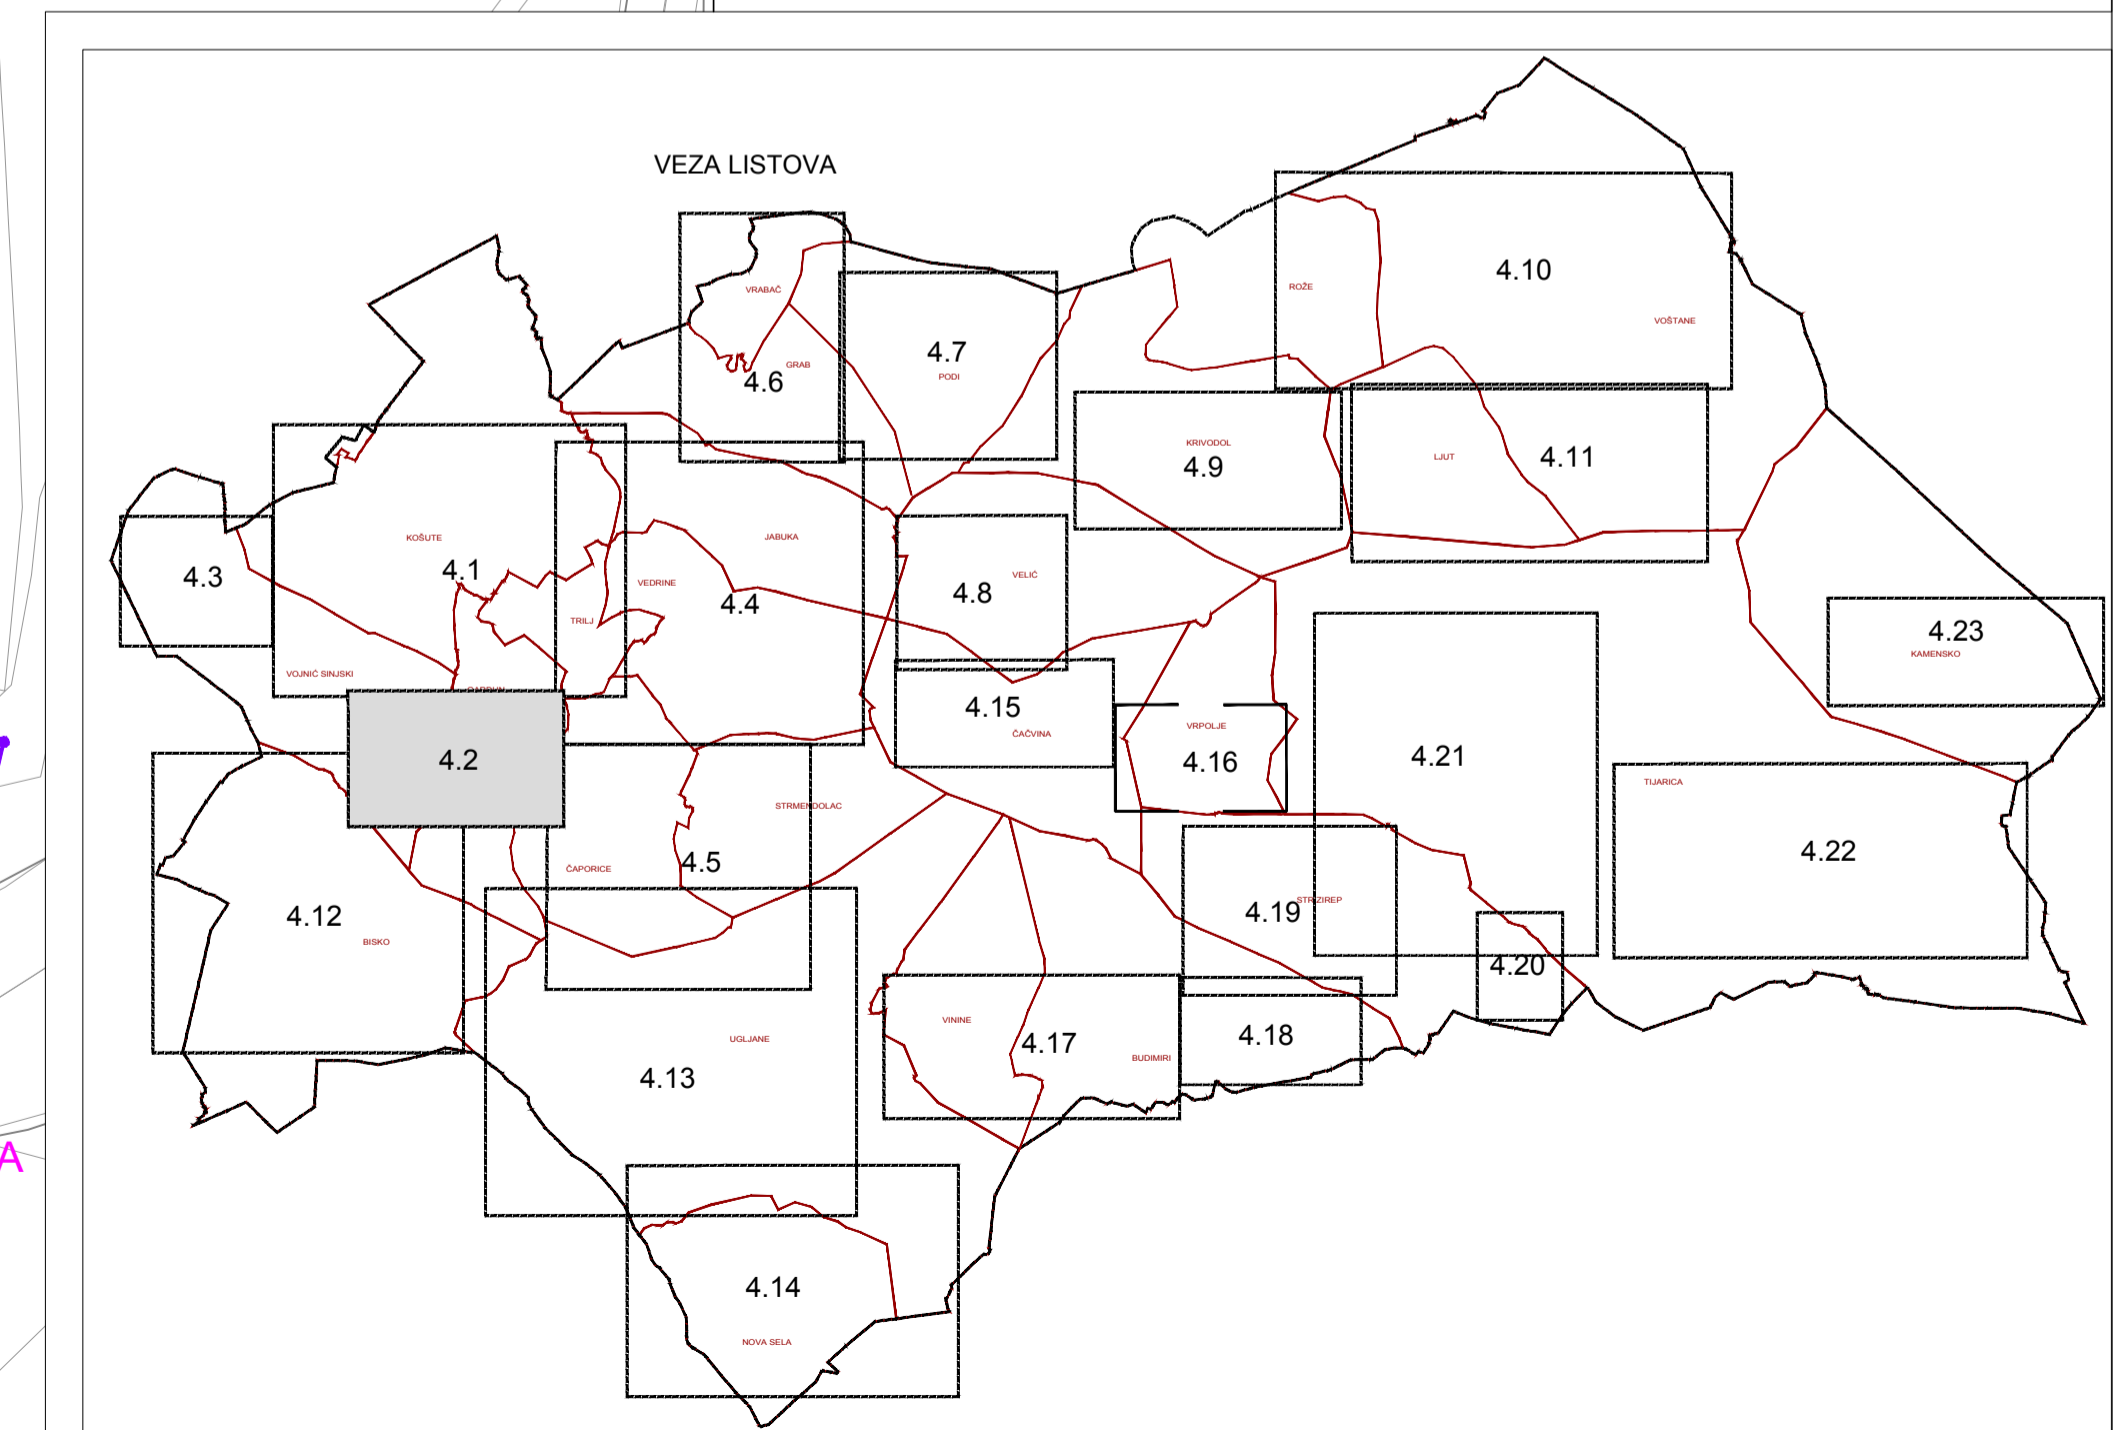 VEZA LISTOVA
4.10
ROŽE
VOŠTANE
VRABAČ
GRAB
4.6
4.7
PODI
KRIVODOL
4.9
LJUT
4.11
KOŠUTE
4.1
4.3
JABUKA
VEDRINE
4.4
TRILJ
VELIĆ
4.8
4.23
KAMENSKO
VOJNIĆ SINJSKI
4.15
ČAČVINA
VRPOLJE
4.16
4.21
4.2
TIJARICA
4.22
STRMENDOLAC
ČAPORICE
4.5
4.12
BISKO
4.19
STRIZIREP
4.20
VININE
4.17
BUDIMIRI
4.18
UGLJANE
4.13
A
4.14
NOVA SELA